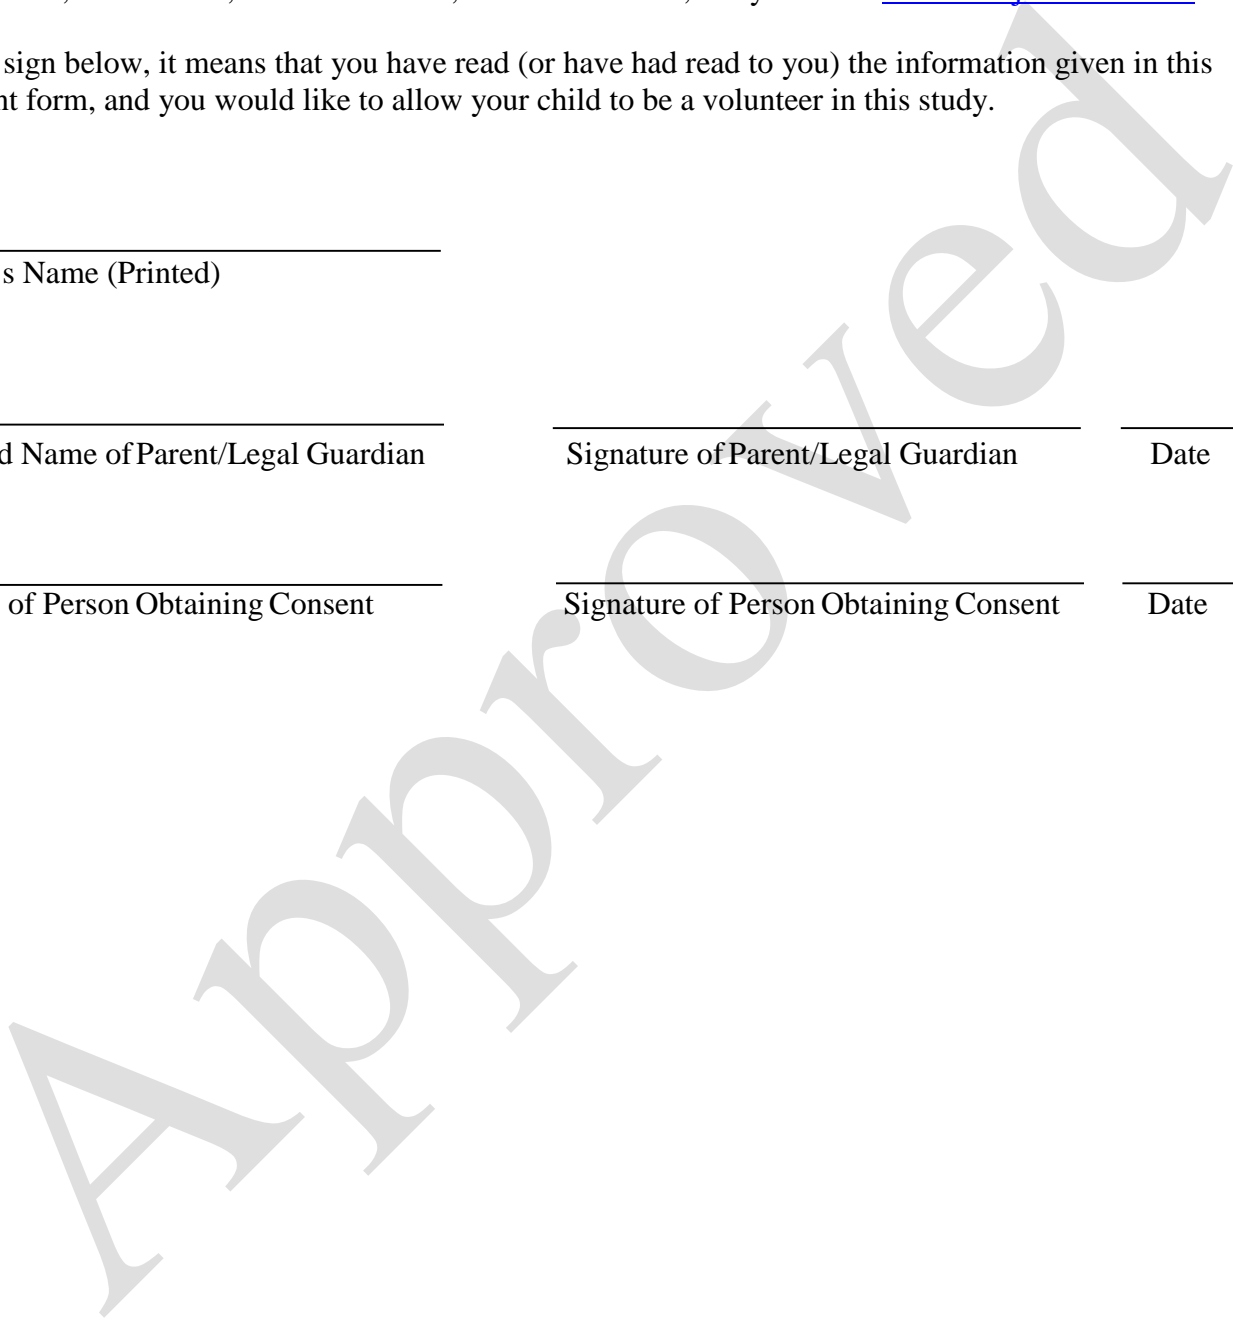 sign below, it means that you have read (or have had read to you) the information given in this
nt form, and you would like to allow your child to be a volunteer in this study.
s Name (Printed)
d Name of Parent/Legal Guardian Signature of Parent/Legal Guardian Date
of Person Obtaining Consent Signature of Person Obtaining Consent Date
Approved